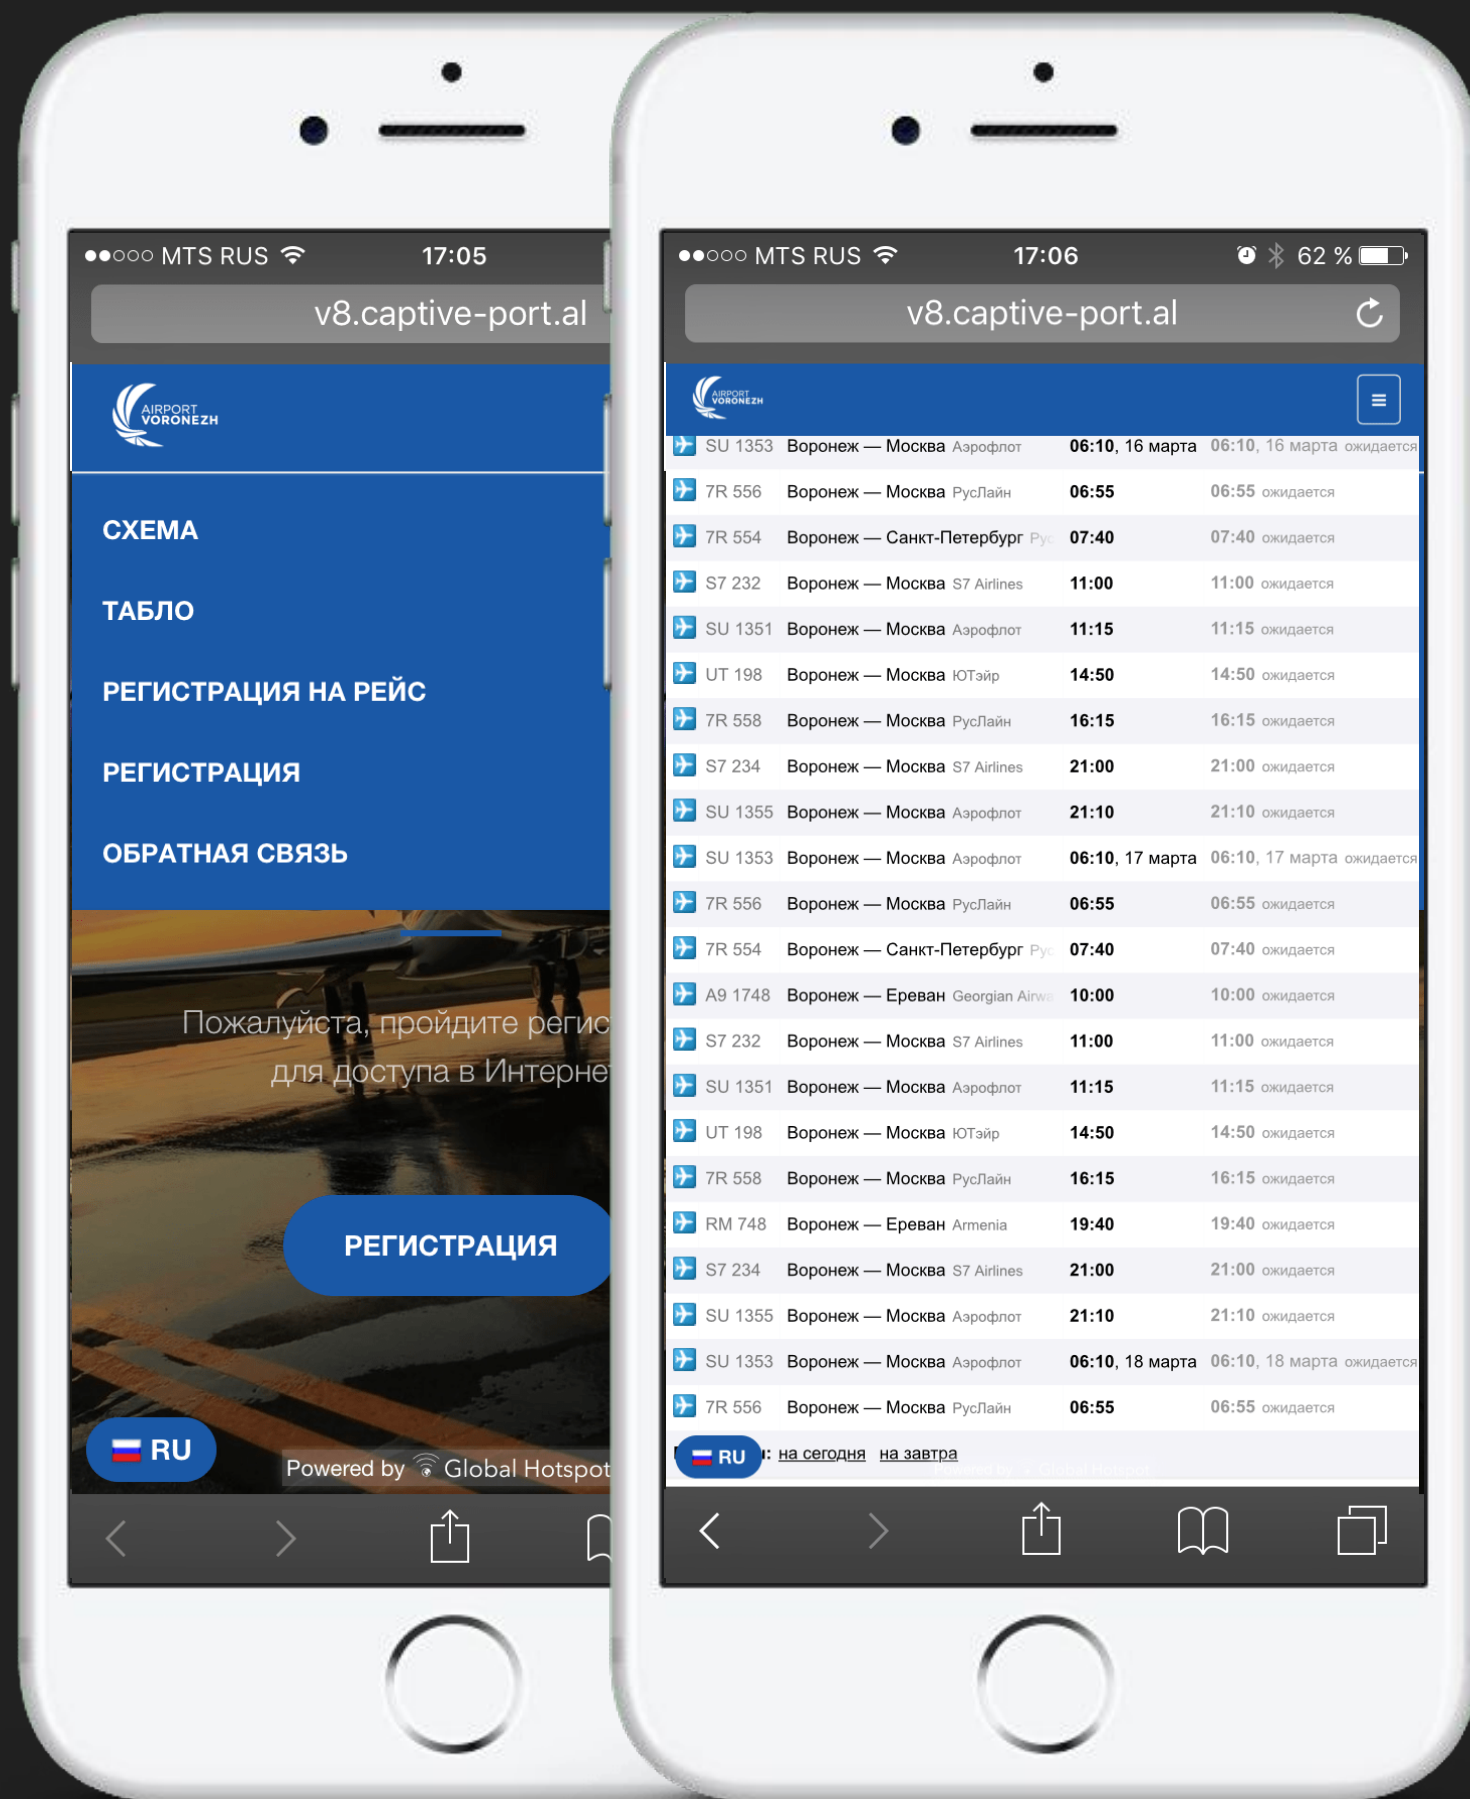 MTS RUS 17:05
v8.captive-port.al
AIRPORT
VORONEZH
СХЕМА
ТАБЛО
РЕГИСТРАЦИЯ НА РЕЙС
РЕГИСТРАЦИЯ
ОБРАТНАЯ СВЯЗЬ
Пожалуйста, пройдите регис
для доступа в Интерне
РЕГИСТРАЦИЯ
RU
Powered by Global Hotspot
MTS RUS 17:06 62 %
v8.captive-port.al
AIRPORT
VORONEZH
SU 1353 Воронеж — Москва Аэрофлот 06:10, 16 марта 06:10, 16 марта ожидается
7R 556 Воронеж — Москва РусЛайн 06:55 06:55 ожидается
7R 554 Воронеж — Санкт-Петербург Рус 07:40 07:40 ожидается
S7 232 Воронеж — Москва S7 Airlines 11:00 11:00 ожидается
SU 1351 Воронеж — Москва Аэрофлот 11:15 11:15 ожидается
UT 198 Воронеж — Москва ЮТэйр 14:50 14:50 ожидается
7R 558 Воронеж — Москва РусЛайн 16:15 16:15 ожидается
S7 234 Воронеж — Москва S7 Airlines 21:00 21:00 ожидается
SU 1355 Воронеж — Москва Аэрофлот 21:10 21:10 ожидается
SU 1353 Воронеж — Москва Аэрофлот 06:10, 17 марта 06:10, 17 марта ожидается
7R 556 Воронеж — Москва РусЛайн 06:55 06:55 ожидается
7R 554 Воронеж — Санкт-Петербург Рус 07:40 07:40 ожидается
A9 1748 Воронеж — Ереван Georgian Airwa 10:00 10:00 ожидается
S7 232 Воронеж — Москва S7 Airlines 11:00 11:00 ожидается
SU 1351 Воронеж — Москва Аэрофлот 11:15 11:15 ожидается
UT 198 Воронеж — Москва ЮТэйр 14:50 14:50 ожидается
7R 558 Воронеж — Москва РусЛайн 16:15 16:15 ожидается
RM 748 Воронеж — Ереван Armenia 19:40 19:40 ожидается
S7 234 Воронеж — Москва S7 Airlines 21:00 21:00 ожидается
SU 1355 Воронеж — Москва Аэрофлот 21:10 21:10 ожидается
SU 1353 Воронеж — Москва Аэрофлот 06:10, 18 марта 06:10, 18 марта ожидается
7R 556 Воронеж — Москва РусЛайн 06:55 06:55 ожидается
RU на сегодня на завтра